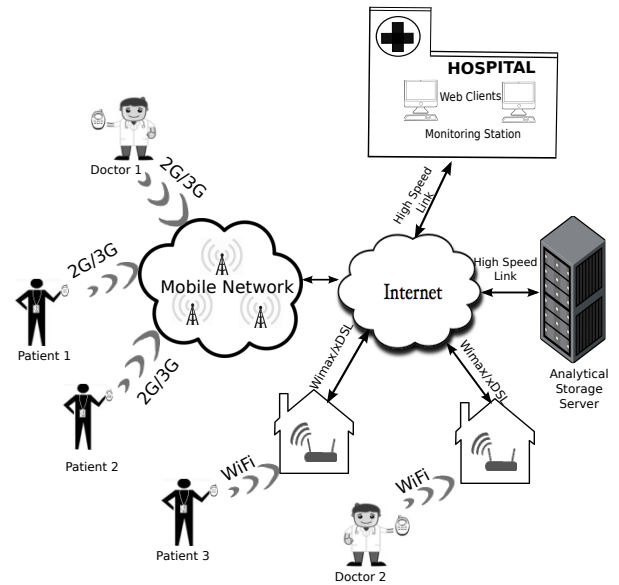 HOSPITAL
Web Clients
Monitoring Station
Doctor 1
2G/3G
High Speed
Link
2G/3G
Mobile Network
Internet
High Speed
Link
Patient 1
2G/3G
Wimax/xDSL
Wimax/xDSL
Analytical
Storage
Server
Patient 2
WiFi
WiFi
Patient 3
Doctor 2